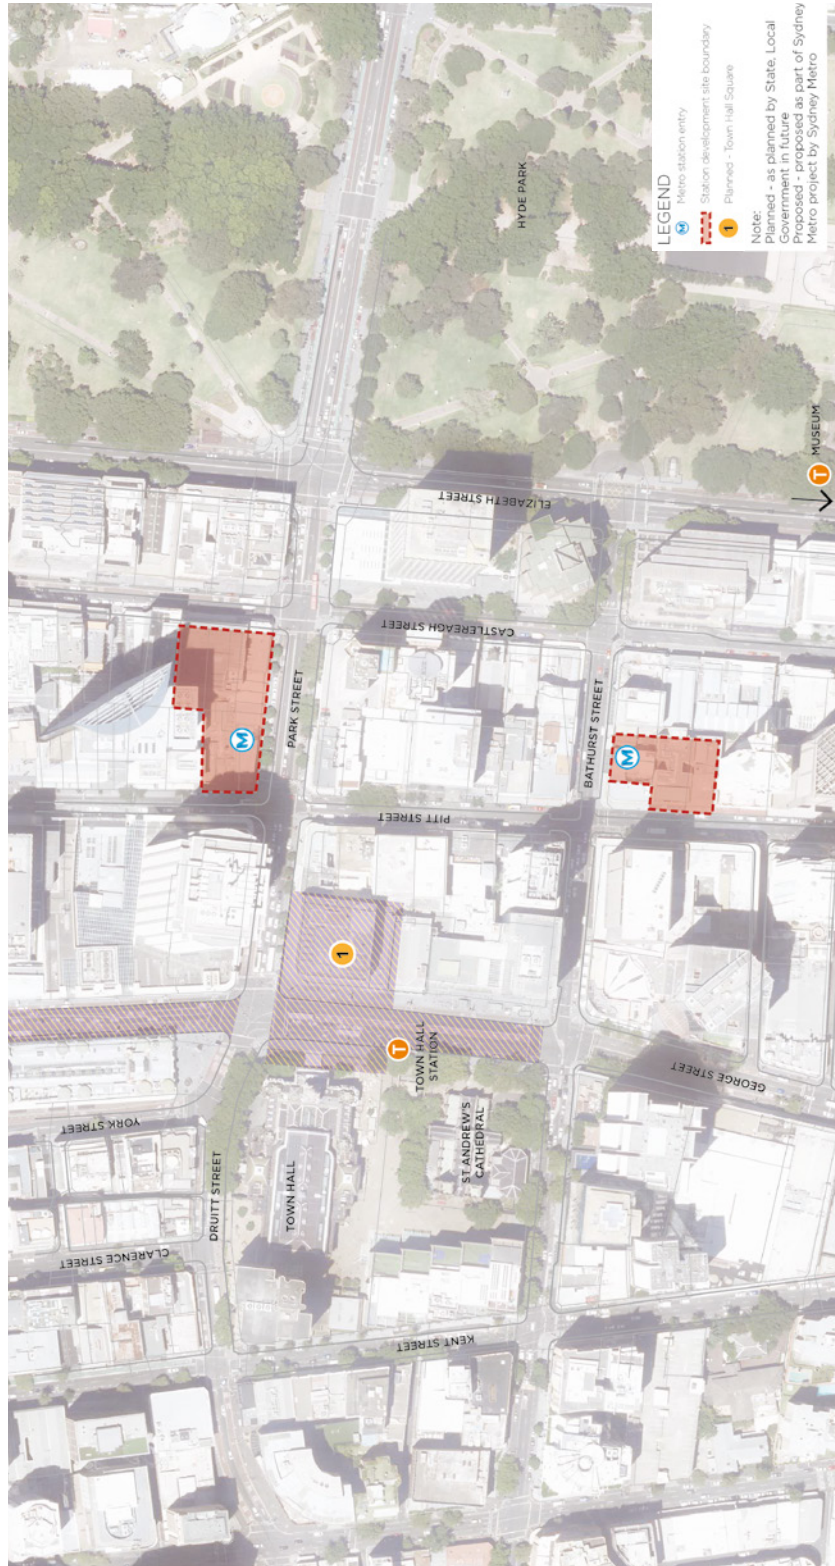 HYDE PARK
MUSEUM
T
ELIZABETH STREET
CASTLEREAGH STREET
PARK STREET
BATHURST STREET
M
M
PITT STREET
1
T
TOWN HALL
STATION
GEORGE STREET
YORK STREET
DRUITT STREET
TOWN HALL
ST ANDREW'S
CATHEDRAL
CLARENCE STREET
KENT STREET
LEGEND
M Metro station entry
Station development site boundary
1 Planned - Town Hall Square
Note:
Planned - as planned by State, Local
Government in future
Proposed - proposed as part of Sydney
Metro project by Sydney Metro